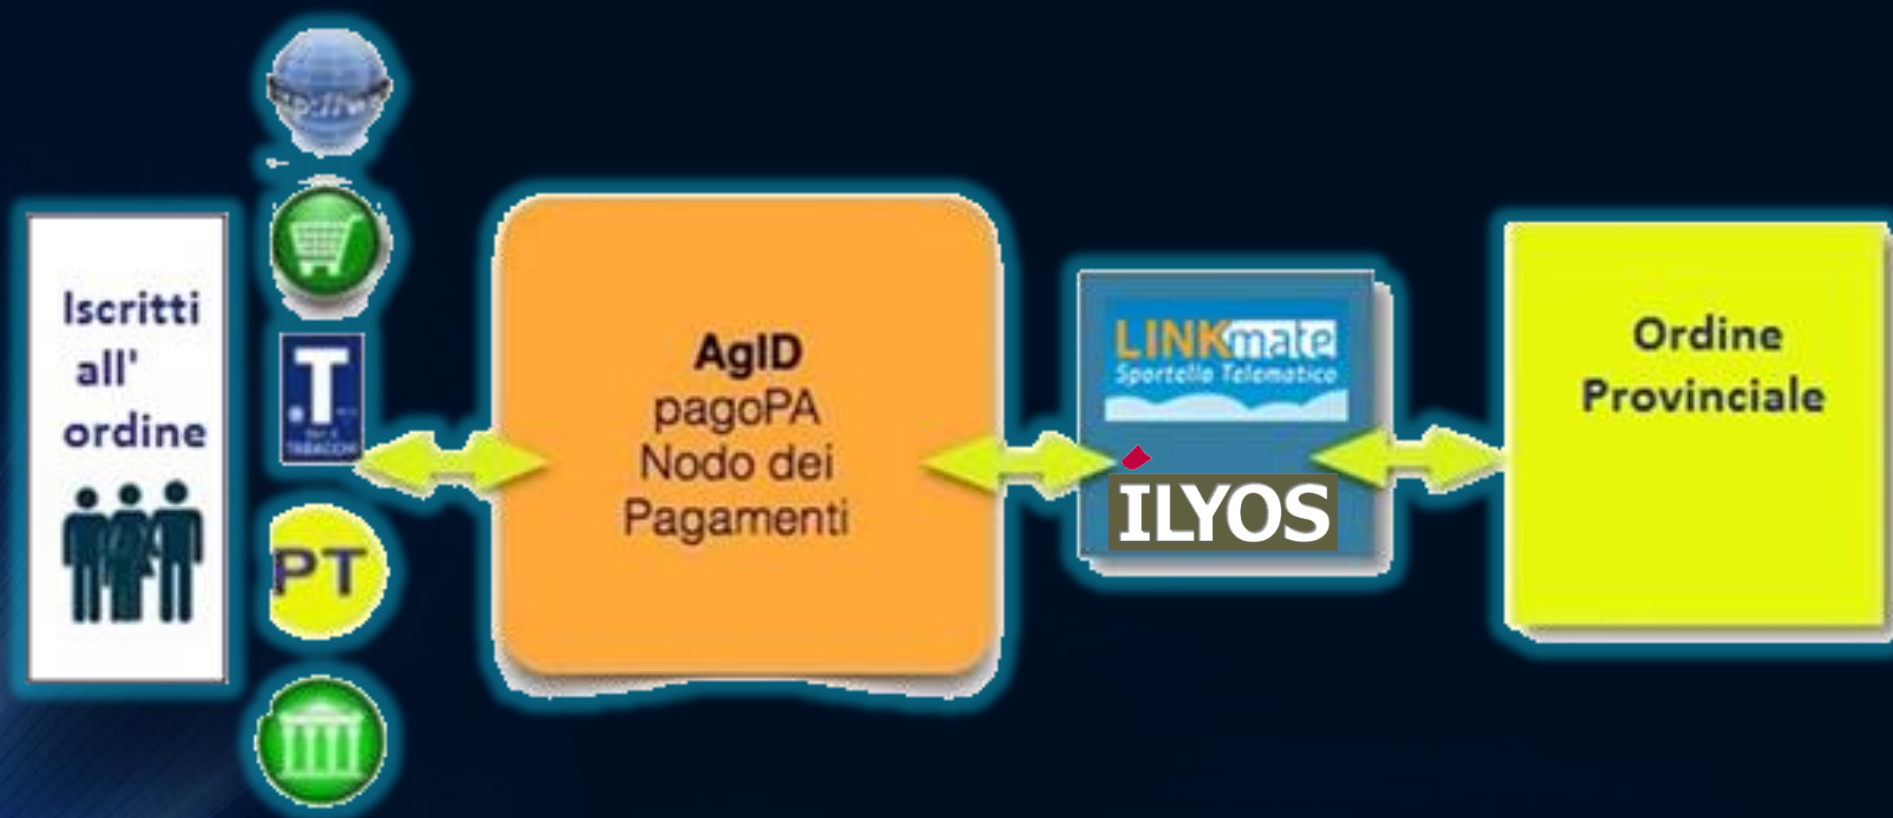 Iscritti
all'
ordine
T
PT
AgID
pagoPA
Nodo dei
Pagamenti
LINKmate
Sportello Telematico
ILYOS
Ordine
Provinciale